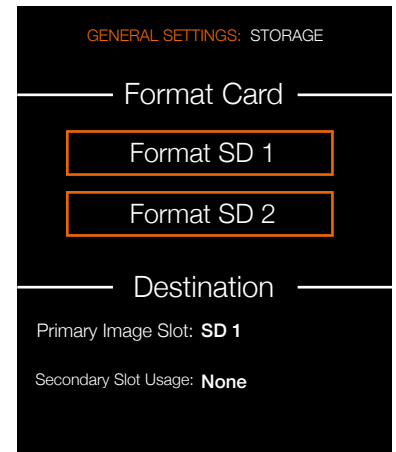 GENERAL SETTINGS: STORAGE
Format Card
Format SD 1
Format SD 2
Destination
Primary Image Slot: SD 1
Secondary Slot Usage: None